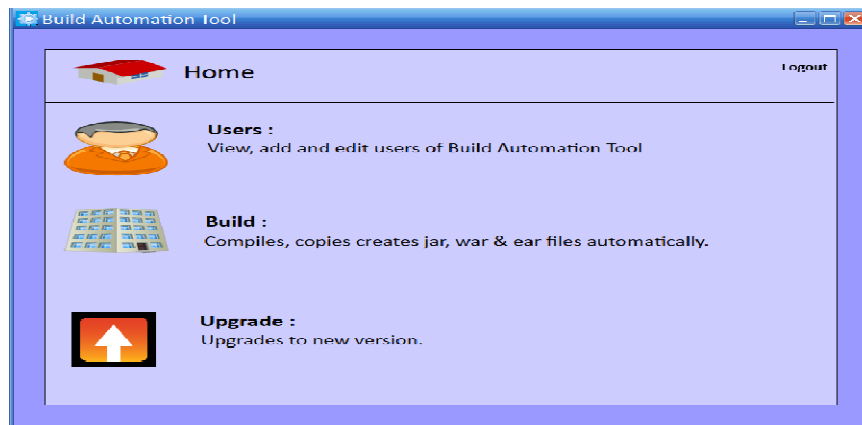 Build Automation Tool
Home
Logout
Users :
View, add and edit users of Build Automation Tool
Build :
Compiles, copies creates jar, war & ear files automatically.
Upgrade :
Upgrades to new version.